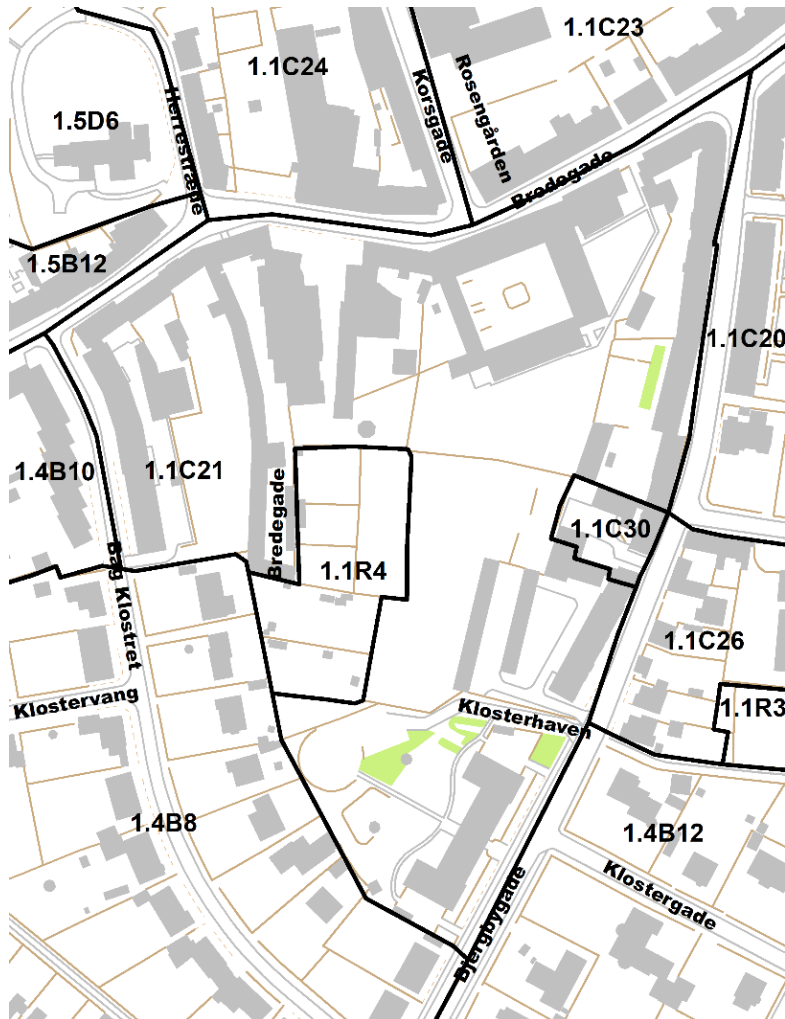 1.1C23
1.1C24
Korsgade
Rosengården
1.5D6
Herrestræde
Bredegade
1.5B12
1.1C20
1.4B10
1.1C21
Bredegade
1.1C30
1.1R4
Bag Klostret
1.1C26
Klostervang
Klosterhaven
1.1R3
1.4B8
1.4B12
Klostergade
Bjergbygade